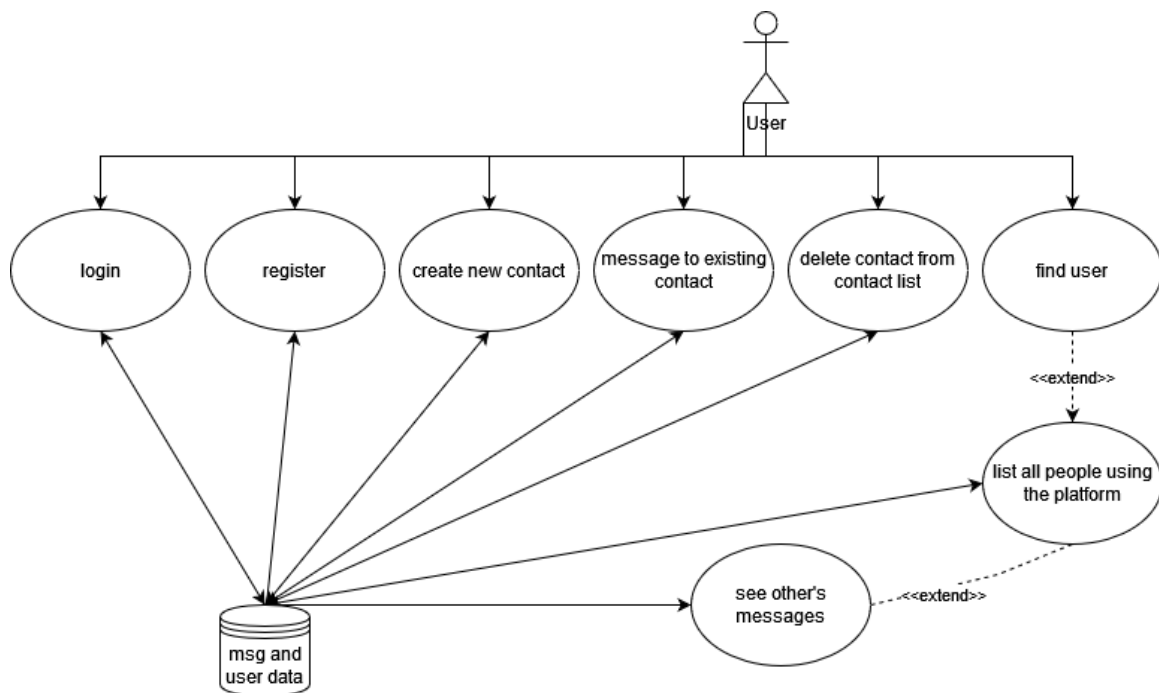 User
login
register
create new contact
message to existing
contact
delete contact from
contact list
find user
<<extend>>
list all people using
the platform
see other's
messages
<<extend>>
msg and
user data